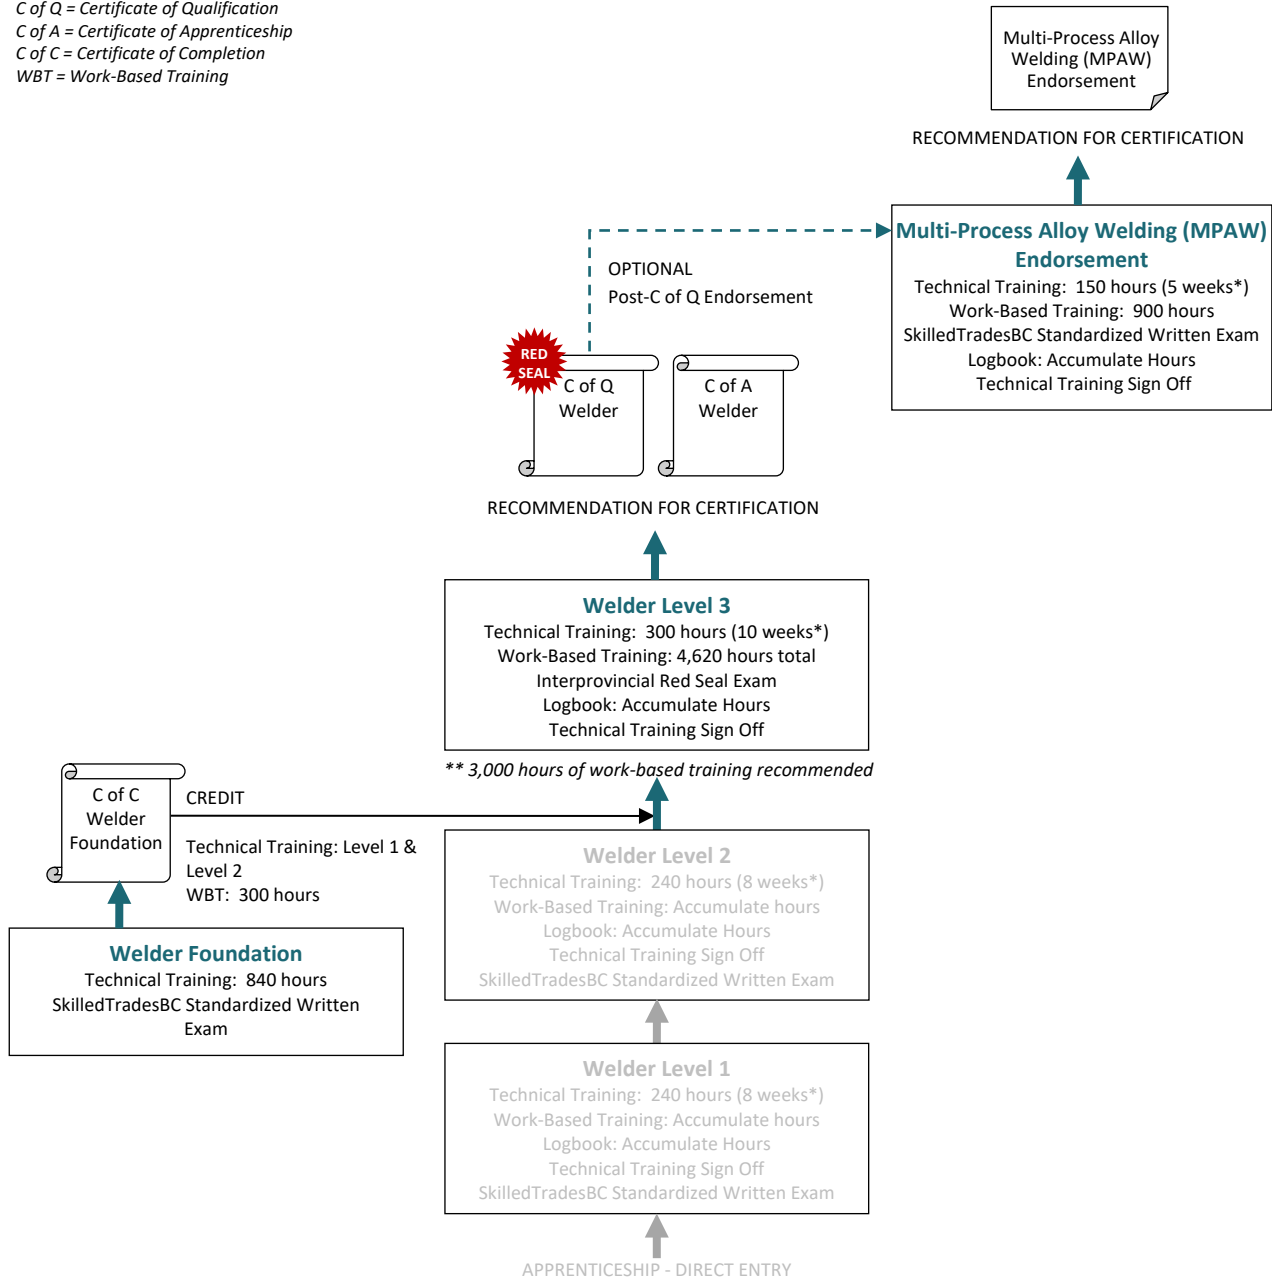 C of Q = Certificate of Qualification
C of A = Certificate of Apprenticeship
C of C = Certificate of Completion
WBT = Work-Based Training
Multi-Process Alloy
Welding (MPAW)
Endorsement
RECOMMENDATION FOR CERTIFICATION
Multi-Process Alloy Welding (MPAW)
Endorsement
Technical Training: 150 hours (5 weeks*)
Work-Based Training: 900 hours
SkilledTradesBC Standardized Written Exam
Logbook: Accumulate Hours
Technical Training Sign Off
OPTIONAL
Post-C of Q Endorsement
RED
SEAL
C of Q
Welder
C of A
Welder
RECOMMENDATION FOR CERTIFICATION
Welder Level 3
Technical Training: 300 hours (10 weeks*)
Work-Based Training: 4,620 hours total
Interprovincial Red Seal Exam
Logbook: Accumulate Hours
Technical Training Sign Off
** 3,000 hours of work-based training recommended
C of C
Welder
Foundation
CREDIT
Technical Training: Level 1 &
Level 2
WBT: 300 hours
Welder Foundation
Technical Training: 840 hours
SkilledTradesBC Standardized Written
Exam
Welder Level 2
Technical Training: 240 hours (8 weeks*)
Work-Based Training: Accumulate hours
Logbook: Accumulate Hours
Technical Training Sign Off
SkilledTradesBC Standardized Written Exam
Welder Level 1
Technical Training: 240 hours (8 weeks*)
Work-Based Training: Accumulate hours
Logbook: Accumulate Hours
Technical Training Sign Off
SkilledTradesBC Standardized Written Exam
APPRENTICESHIP - DIRECT ENTRY